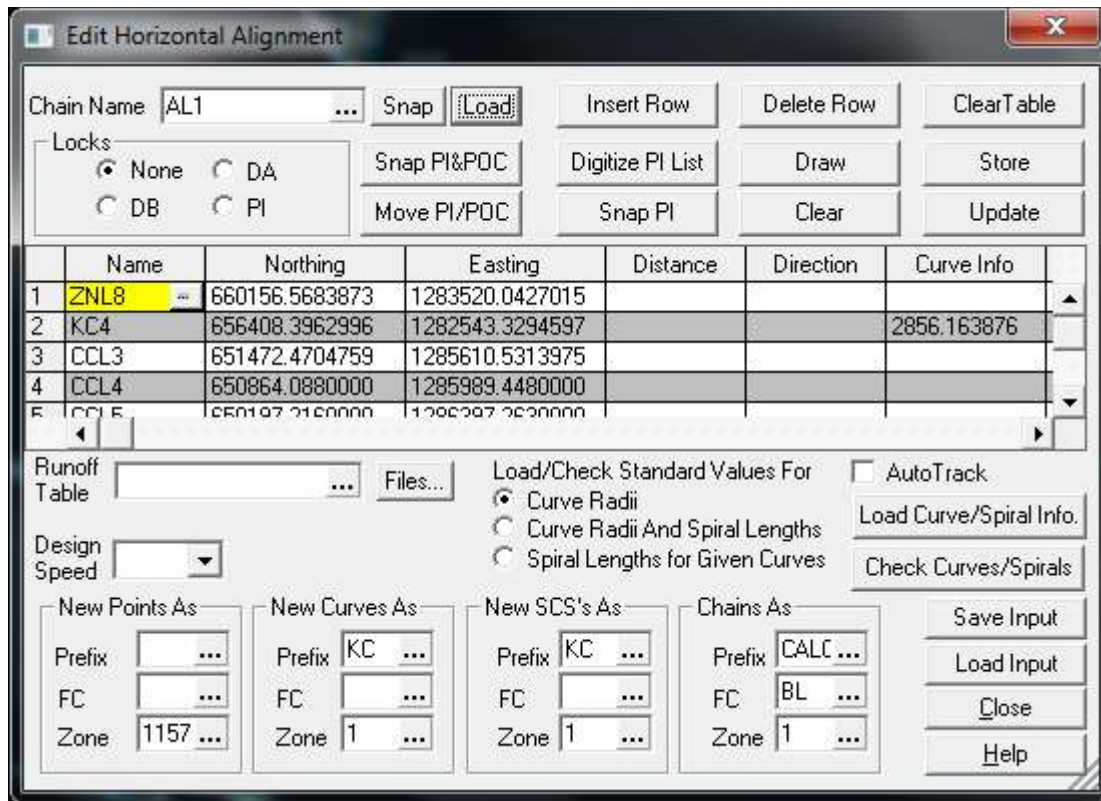 Edit Horizontal Alignment
Chain Name AL1 ... Snap Load Insert Row Delete Row ClearTable
Locks
None DA
DB PI
Snap PI&POC Digitize PI List Draw Store
Move PI/POC Snap PI Clear Update
Name Northing Easting Distance Direction Curve Info
1 ZNL8 660156.5683873 1283520.0427015
2 KC4 656408.3962996 1282543.3294597 2856.163876
3 CCL3 651472.4704759 1285610.5313975
4 CCL4 650864.0880000 1285989.4480000
5 CCL5 650197.2160000 1286397.2630000
Runoff Table ... Files...
Design Speed
Load/Check Standard Values For
Curve Radii
Curve Radii And Spiral Lengths
Spiral Lengths for Given Curves
AutoTrack
Load Curve/Spiral Info.
Check Curves/Spirals
New Points As
Prefix ...
FC ...
Zone 1157 ...
New Curves As
Prefix KC ...
FC ...
Zone 1 ...
New SCS's As
Prefix KC ...
FC ...
Zone 1 ...
Chains As
Prefix CALC ...
FC BL ...
Zone 1 ...
Save Input
Load Input
Close
Help